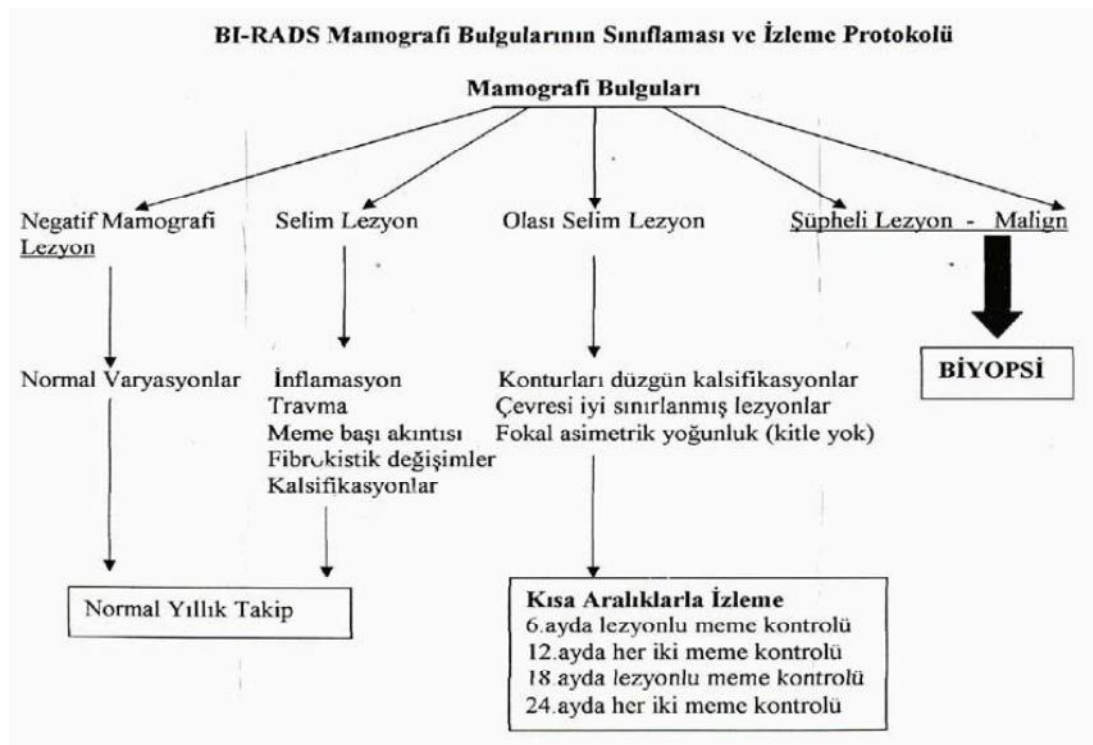 BI-RADS Mamografi Bulgularının Sınıflaması ve İzleme Protokolü
Mamografi Bulguları
Negatif Mamografi
Lezyon
Selim Lezyon
Olası Selim Lezyon
Şüpheli Lezyon - Malign
Normal Varyasyonlar
İnflamasyon
Travma
Meme başı akıntısı
Fibrokistik değişimler
Kalsifikasyonlar
Konturları düzgün kalsifikasyonlar
Çevresi iyi sınırlanmış lezyonlar
Fokal asimetrik yoğunluk (kitle yok)
BİYOPSİ
Normal Yıllık Takip
Kısa Aralıklarla İzleme
6.ayda lezyonlu meme kontrolü
12.ayda her iki meme kontrolü
18.ayda lezyonlu meme kontrolü
24.ayda her iki meme kontrolü